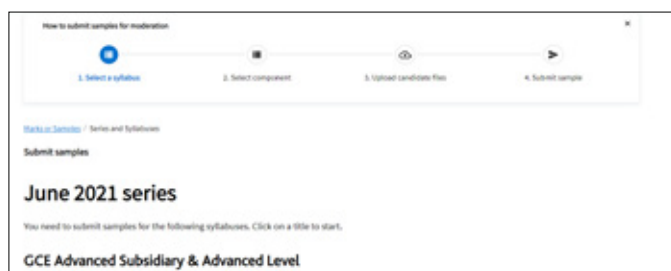 How to submit samples for moderation
1. Select a syllabus
2. Select component
3. Upload candidate files
4. Submit sample
Marks or Samples / Series and Syllabuses
Submit samples
June 2021 series
You need to submit samples for the following syllabuses. Click on a title to start.
GCE Advanced Subsidiary & Advanced Level